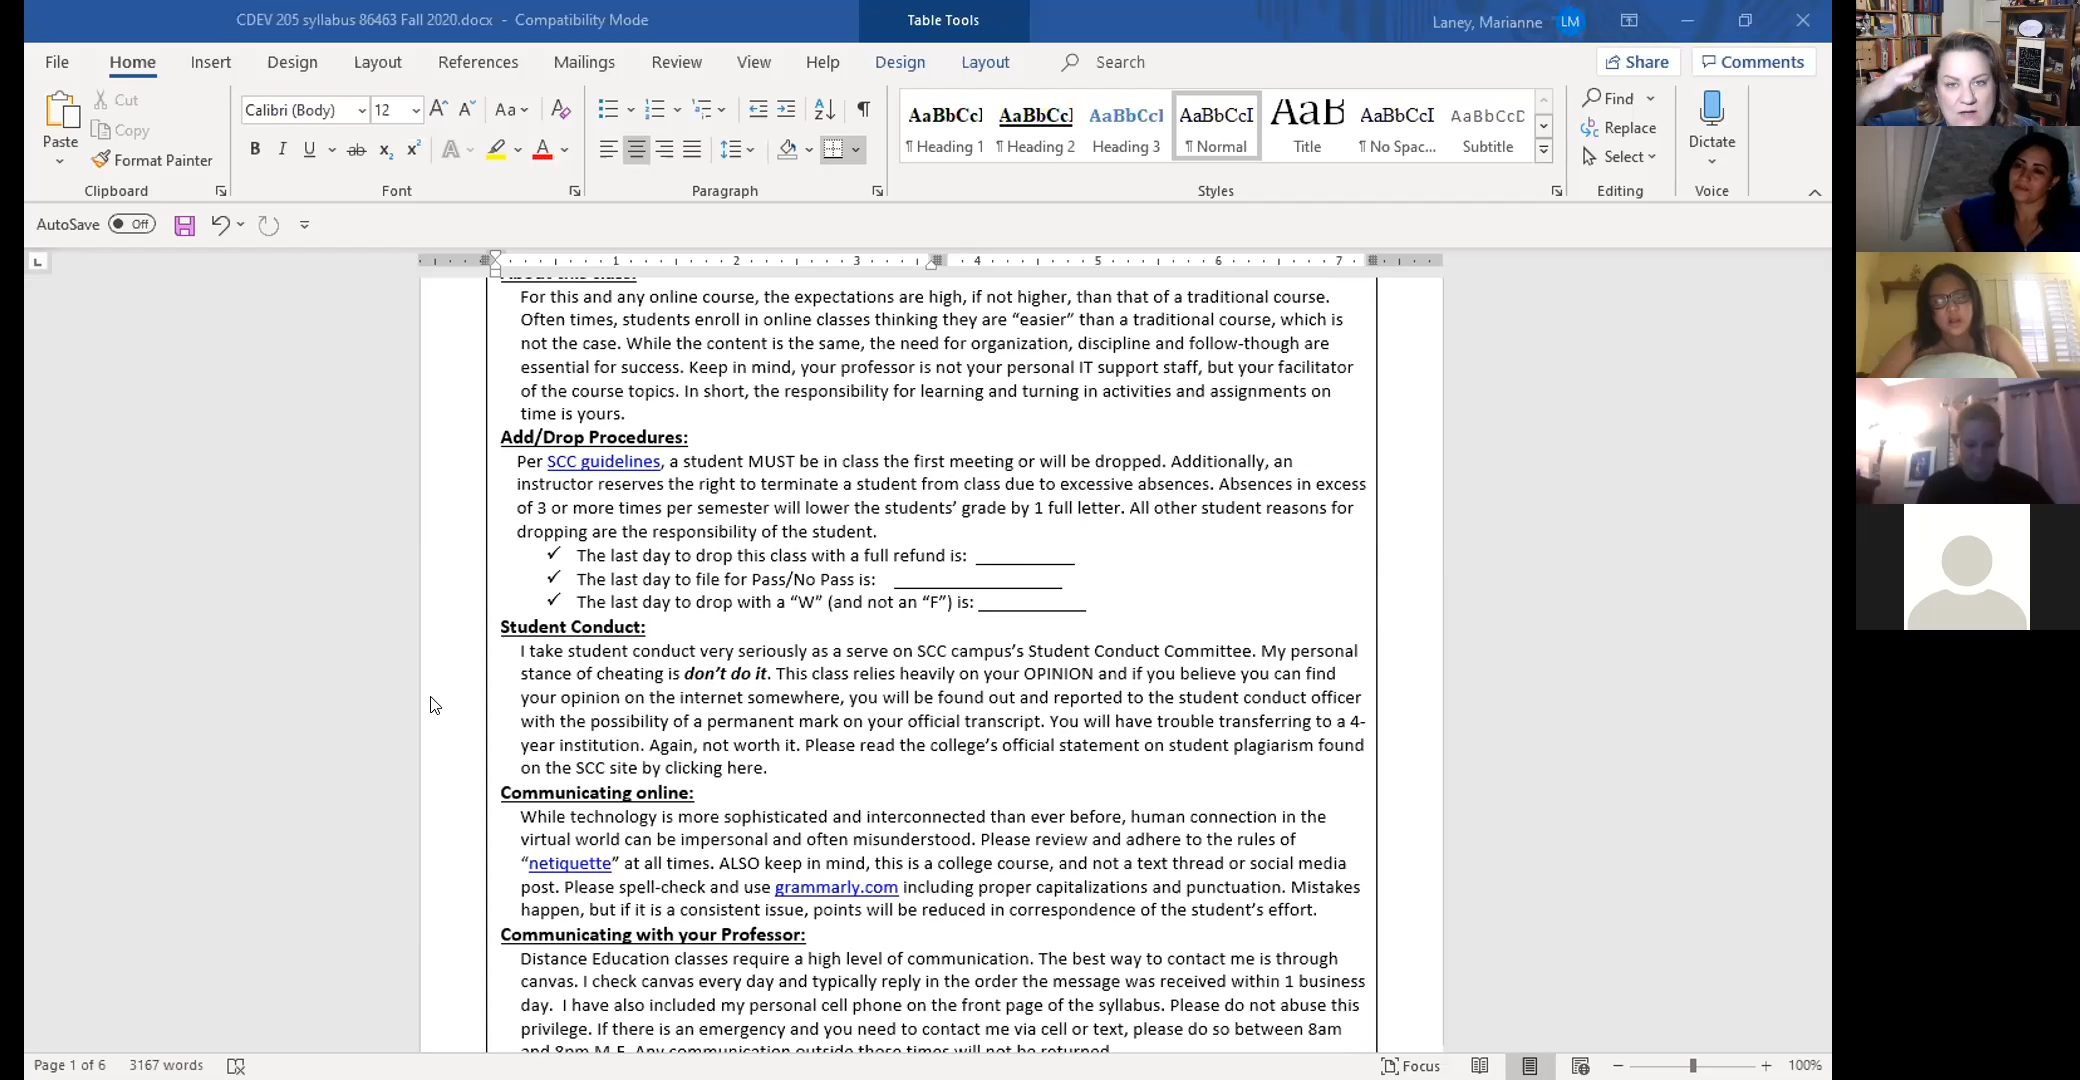 CDEV 205 syllabus 86463 Fall 2020.docx - Compatibility Mode
Table Tools
Laney, Marianne LM
File Home Insert Design Layout References Mailings Review View Help Design Layout Search Share Comments
Paste
Cut
Copy
Format Painter
Clipboard
Calibri (Body) 12
Font
Paragraph
AaBbCcI AaBbCcI AaBbCcI AaBbCcI AaB AaBbCcI AaBbCcD
¶ Heading 1 ¶ Heading 2 Heading 3 ¶ Normal Title ¶ No Spac... Subtitle
Styles
Find
Replace
Select
Editing
Dictate
Voice
AutoSave Off
1 2 3 4 5 6 7
For this and any online course, the expectations are high, if not higher, than that of a traditional course.
Often times, students enroll in online classes thinking they are “easier” than a traditional course, which is
not the case. While the content is the same, the need for organization, discipline and follow-though are
essential for success. Keep in mind, your professor is not your personal IT support staff, but your facilitator
of the course topics. In short, the responsibility for learning and turning in activities and assignments on
time is yours.
Add/Drop Procedures:
Per SCC guidelines, a student MUST be in class the first meeting or will be dropped. Additionally, an
instructor reserves the right to terminate a student from class due to excessive absences. Absences in excess
of 3 or more times per semester will lower the students’ grade by 1 full letter. All other student reasons for
dropping are the responsibility of the student.
✓ The last day to drop this class with a full refund is: __________
✓ The last day to file for Pass/No Pass is: _________________
✓ The last day to drop with a “W” (and not an “F”) is: ___________
Student Conduct:
I take student conduct very seriously as a serve on SCC campus’s Student Conduct Committee. My personal
stance of cheating is don’t do it. This class relies heavily on your OPINION and if you believe you can find
your opinion on the internet somewhere, you will be found out and reported to the student conduct officer
with the possibility of a permanent mark on your official transcript. You will have trouble transferring to a 4-
year institution. Again, not worth it. Please read the college’s official statement on student plagiarism found
on the SCC site by clicking here.
Communicating online:
While technology is more sophisticated and interconnected than ever before, human connection in the
virtual world can be impersonal and often misunderstood. Please review and adhere to the rules of
“netiquette” at all times. ALSO keep in mind, this is a college course, and not a text thread or social media
post. Please spell-check and use grammarly.com including proper capitalizations and punctuation. Mistakes
happen, but if it is a consistent issue, points will be reduced in correspondence of the student’s effort.
Communicating with your Professor:
Distance Education classes require a high level of communication. The best way to contact me is through
canvas. I check canvas every day and typically reply in the order the message was received within 1 business
day. I have also included my personal cell phone on the front page of the syllabus. Please do not abuse this
privilege. If there is an emergency and you need to contact me via cell or text, please do so between 8am
and 8pm M-F. Any communication outside those times will not be returned.
Page 1 of 6 3167 words Focus 100%